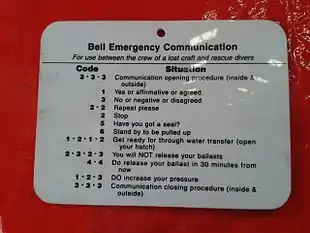 Bell Emergency Communication
For use between the crew of a lost craft and rescue divers
Code Situation
3·3·3 Communication opening procedure (inside &
outside)
1 Yes or affirmative or agreed
3 No or negative or disagreed
2·2 Repeat please
2 Stop
5 Have you got a seal?
6 Stand by to be pulled up
1·2·1·2 Get ready for through water transfer (open
your hatch)
2·3·2·3 You will NOT release your ballasts
4·4 Do release your ballast in 30 minutes from
now
1·2·3 DO increase your pressure
3·3·3 Communication closing procedure (inside &
outside)